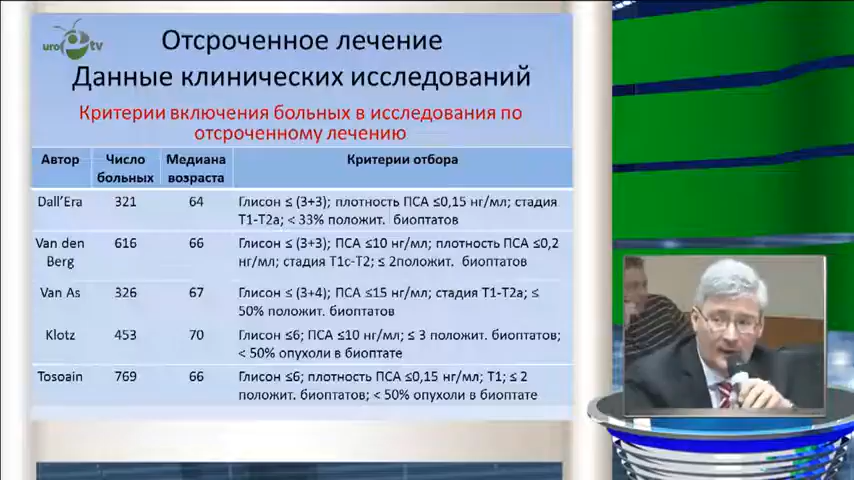 uro tv
Отсроченное лечение
Данные клинических исследований
Критерии включения больных в исследования по
отсроченному лечению
Автор Число больных Медиана возраста Критерии отбора
Dall'Era 321 64 Глисон ≤ (3+3); плотность ПСА ≤0,15 нг/мл; стадия
Т1-Т2а; < 33% положит. биоптатов
Van den Berg 616 66 Глисон ≤ (3+3); ПСА ≤10 нг/мл; плотность ПСА ≤0,2
нг/мл; стадия Т1с-Т2; ≤ 2положит. биоптатов
Van As 326 67 Глисон ≤ (3+4); ПСА ≤15 нг/мл; стадия Т1-Т2а; ≤
50% положит. биоптатов
Klotz 453 70 Глисон ≤6; ПСА ≤10 нг/мл; ≤ 3 положит. биоптатов;
< 50% опухоли в биоптате
Tosoain 769 66 Глисон ≤6; плотность ПСА ≤0,15 нг/мл; Т1; ≤ 2
положит. биоптатов; < 50% опухоли в биоптате